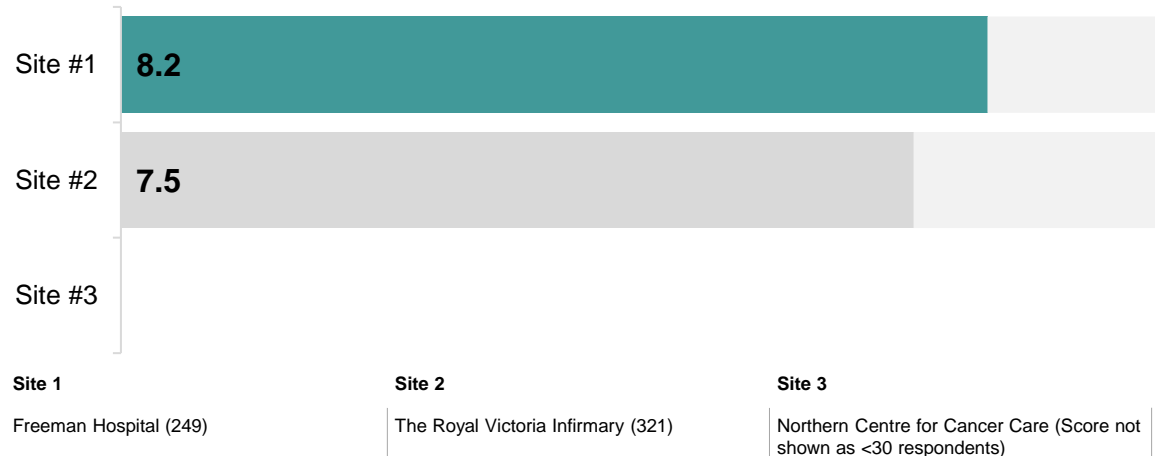 Site #1
8.2
Site #2
7.5
Site #3
Site 1
Site 2
Site 3
Freeman Hospital (249)
The Royal Victoria Infirmary (321)
Northern Centre for Cancer Care (Score not
shown as <30 respondents)